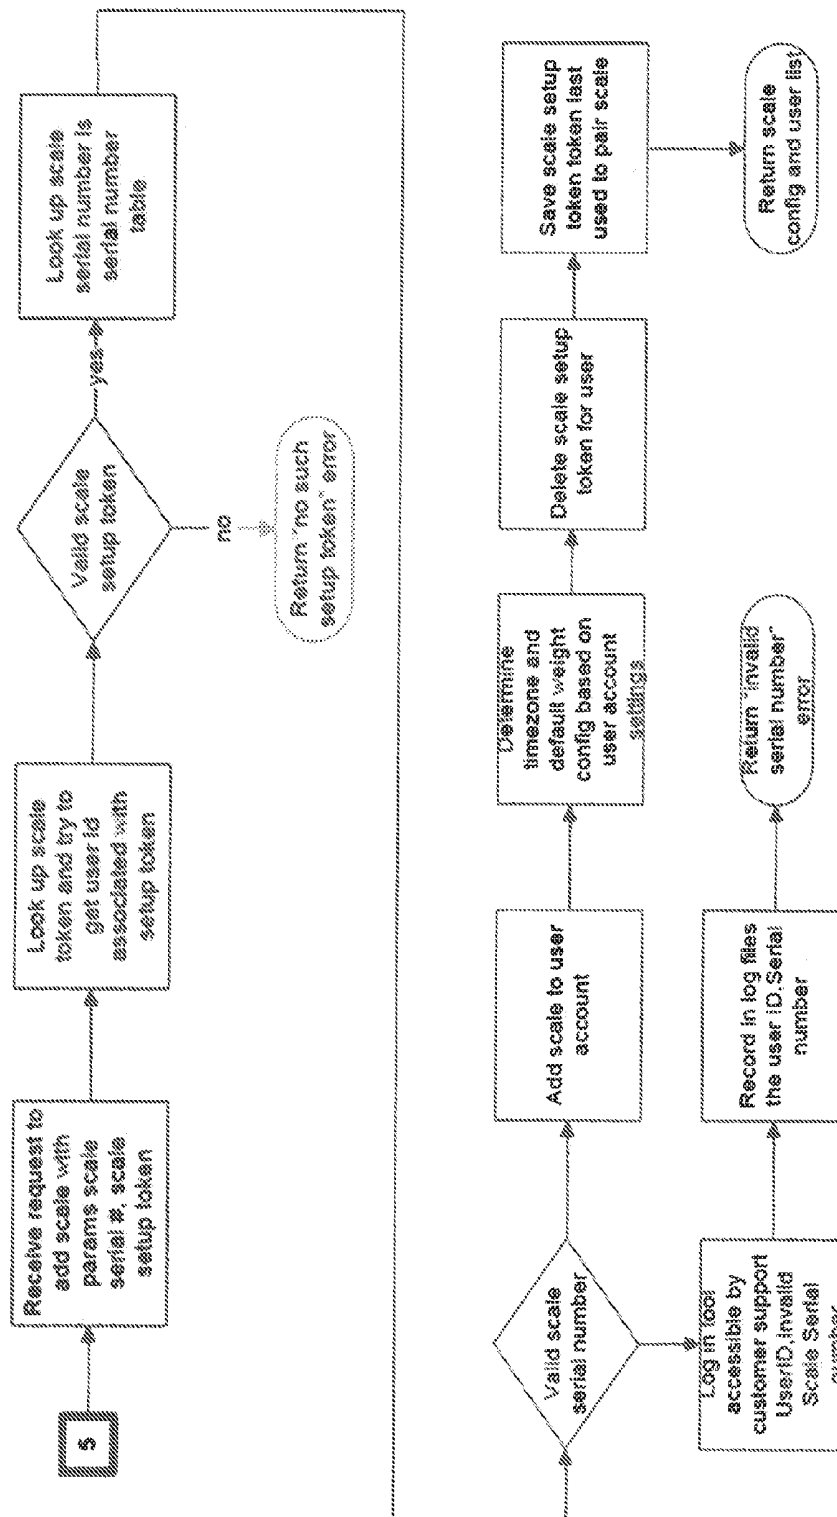 5
Receive request to
add scale with
params scale
serial #, scale
setup token
Look up scale
token and try to
get user id
associated with
setup token
Valid scale
setup token
yes
no
Return "no such
setup token" error
Look up scale
serial number is
serial number
table
Valid scale
serial number
Add scale to user
account
Determine
timezone and
default weight
config based on
user account
settings
Delete scale setup
token for user
Save scale setup
token token last
used to pair scale
Return scale
config and user list
Log in tool
accessible by
customer support
UserID,Invalid
Scale Serial
number
Record in log files
the user ID,Serial
number
Return "invalid
serial number"
error